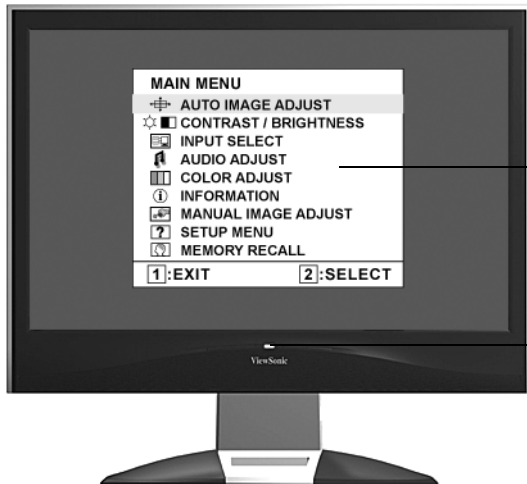 MAIN MENU
AUTO IMAGE ADJUST
CONTRAST / BRIGHTNESS
INPUT SELECT
AUDIO ADJUST
COLOR ADJUST
INFORMATION
MANUAL IMAGE ADJUST
? SETUP MENU
MEMORY RECALL
1:EXIT 2:SELECT
ViewSonic